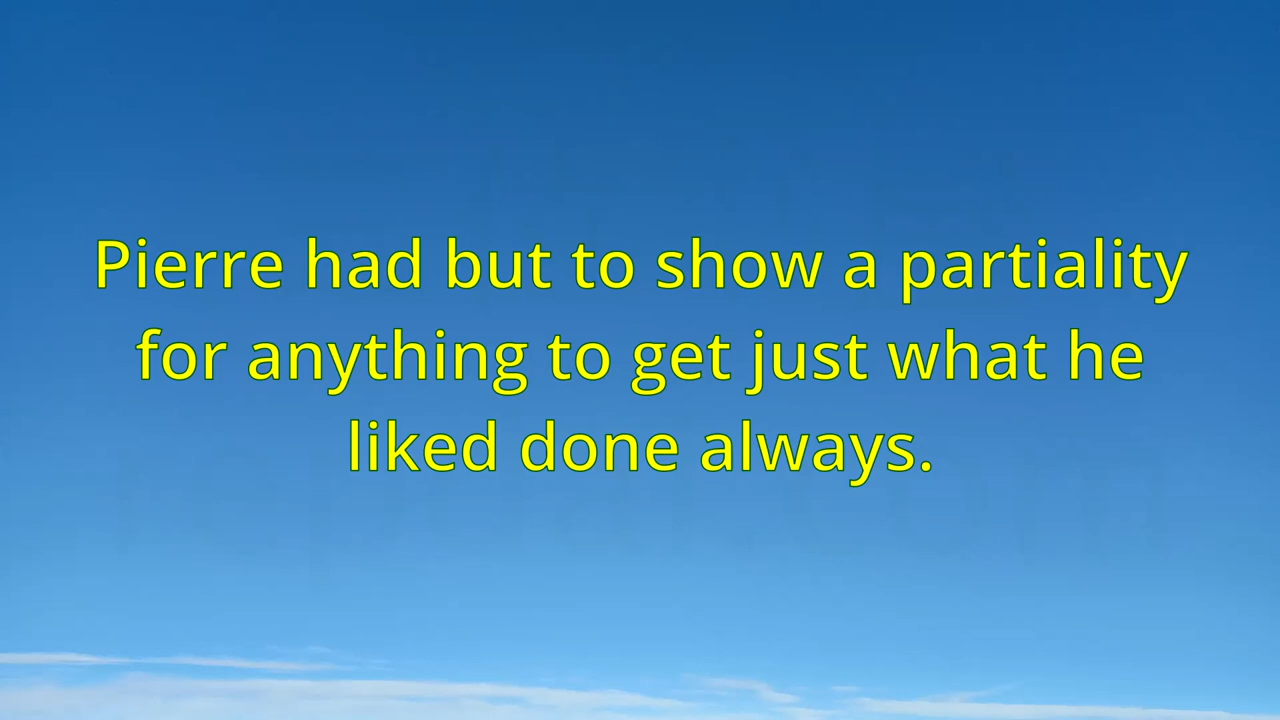 Pierre had but to show a partiality
for anything to get just what he
liked done always.